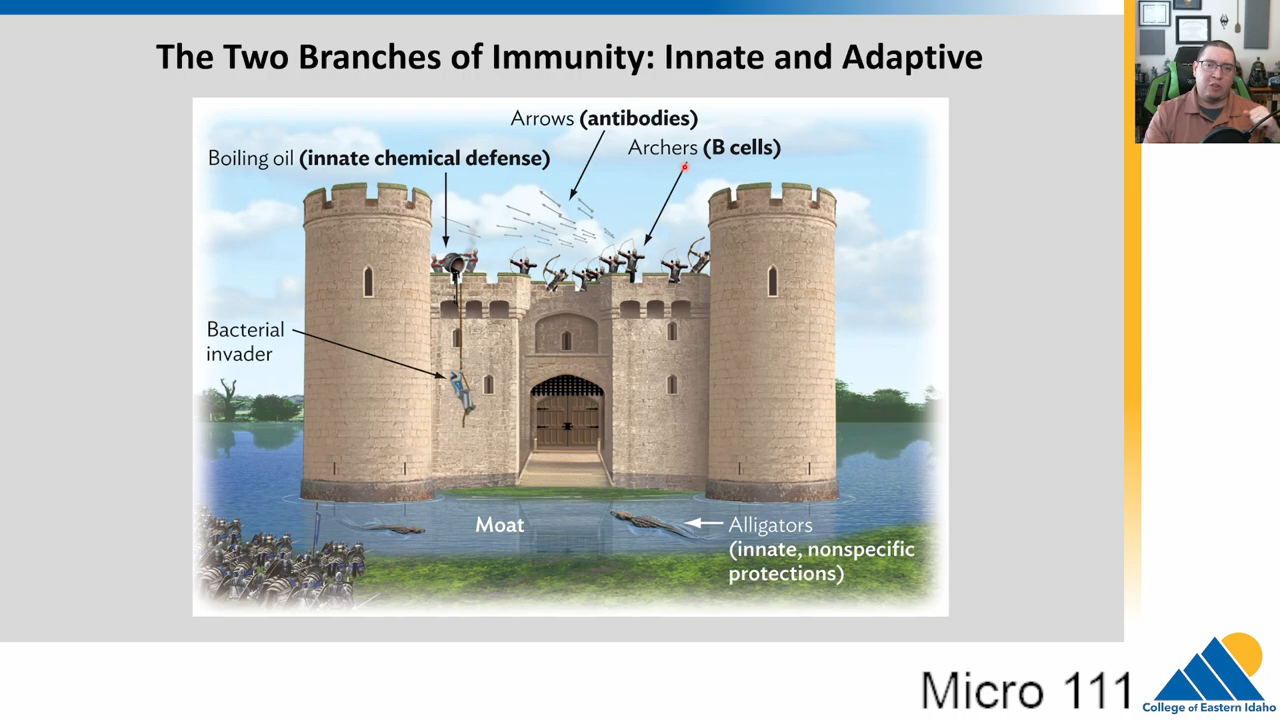 The Two Branches of Immunity: Innate and Adaptive
Arrows (antibodies)
Archers (B cells)
Boiling oil (innate chemical defense)
Bacterial
invader
Moat
Alligators
(innate, nonspecific
protections)
Micro 111
College of Eastern Idaho